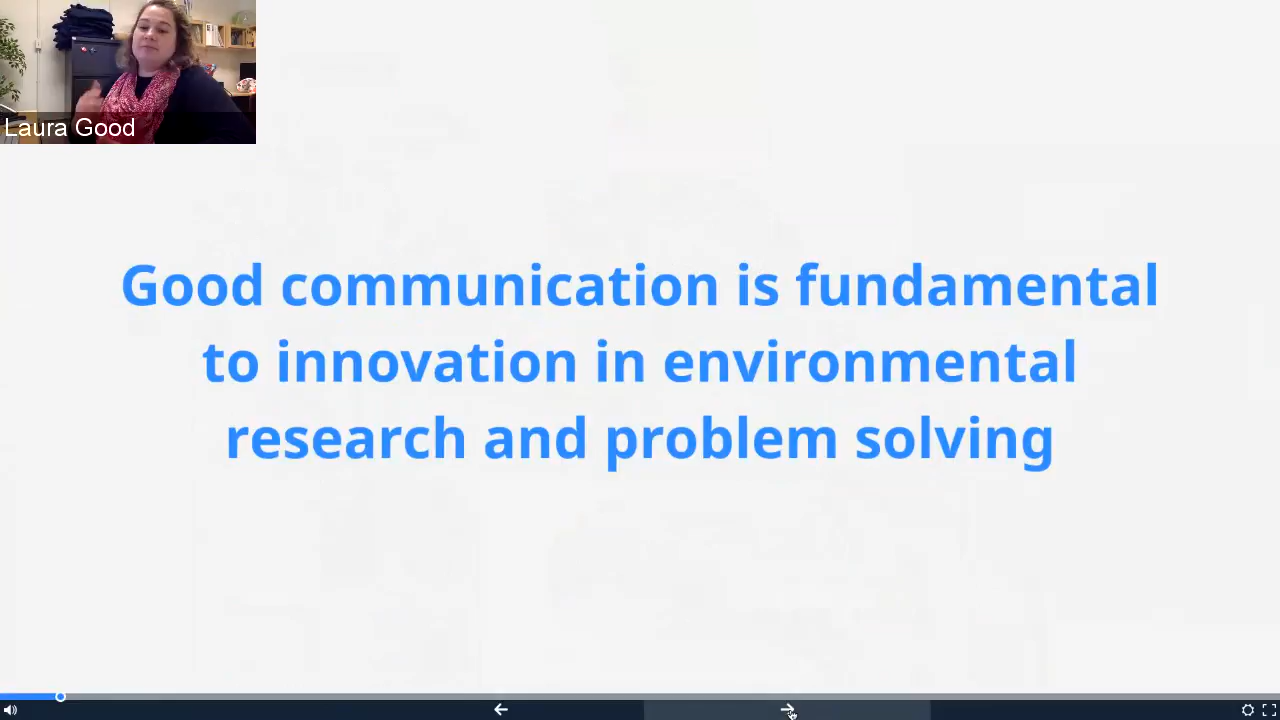 Laura Good
Good communication is fundamental
to innovation in environmental
research and problem solving